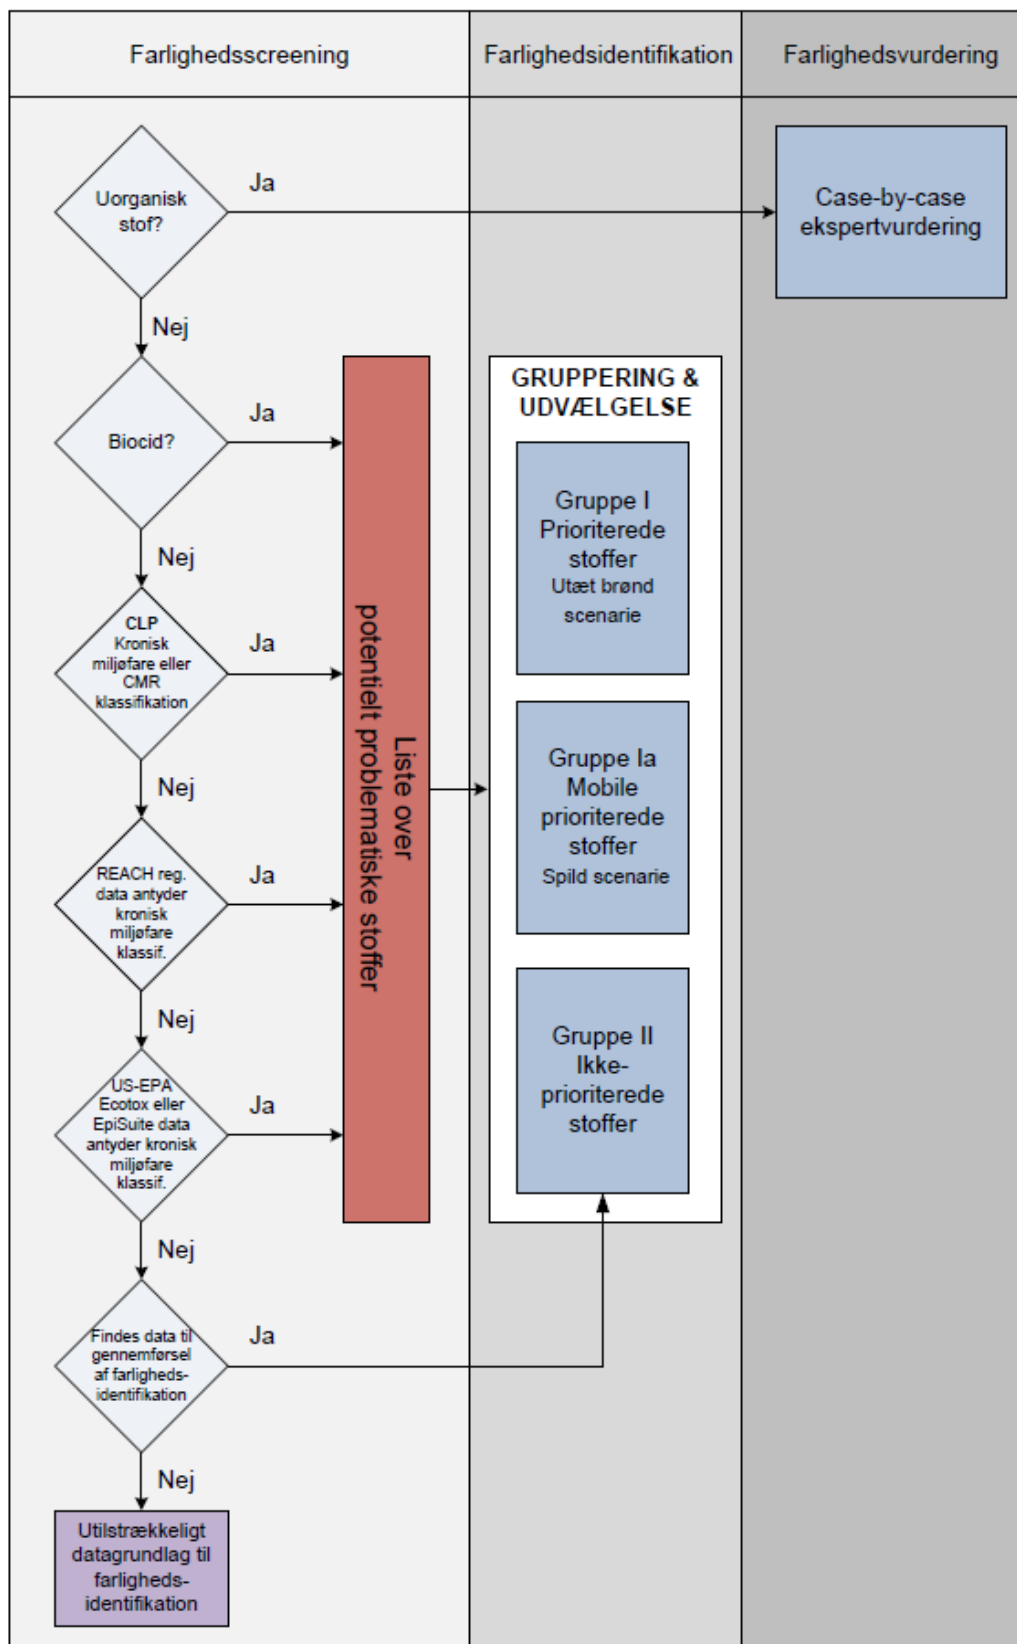 Farlighedsscreening
Farlighedsidentifikation
Farlighedsvurdering
Uorganisk
stof?
Ja
Case-by-case
ekspertvurdering
Nej
Biocid?
Ja
Nej
CLP
Kronisk
miljøfare eller
CMR
klassifikation
Ja
Nej
REACH reg.
data antyder
kronisk
miljøfare
klassif.
Ja
Nej
US-EPA
Ecotox eller
EpiSuite data
antyder kronisk
miljøfare
klassif.
Ja
Nej
Findes data til
gennemførsel
af farligheds-
identifikation
Ja
Nej
Utilstrækkeligt
datagrundlag til
farligheds-
identifikation
Liste over
potentielt problematiske stoffer
GRUPPERING &
UDVÆLGELSE
Gruppe I
Prioriterede
stoffer
Utæt brønd
scenarie
Gruppe Ia
Mobile
prioriterede
stoffer
Spild scenarie
Gruppe II
Ikke-
prioriterede
stoffer